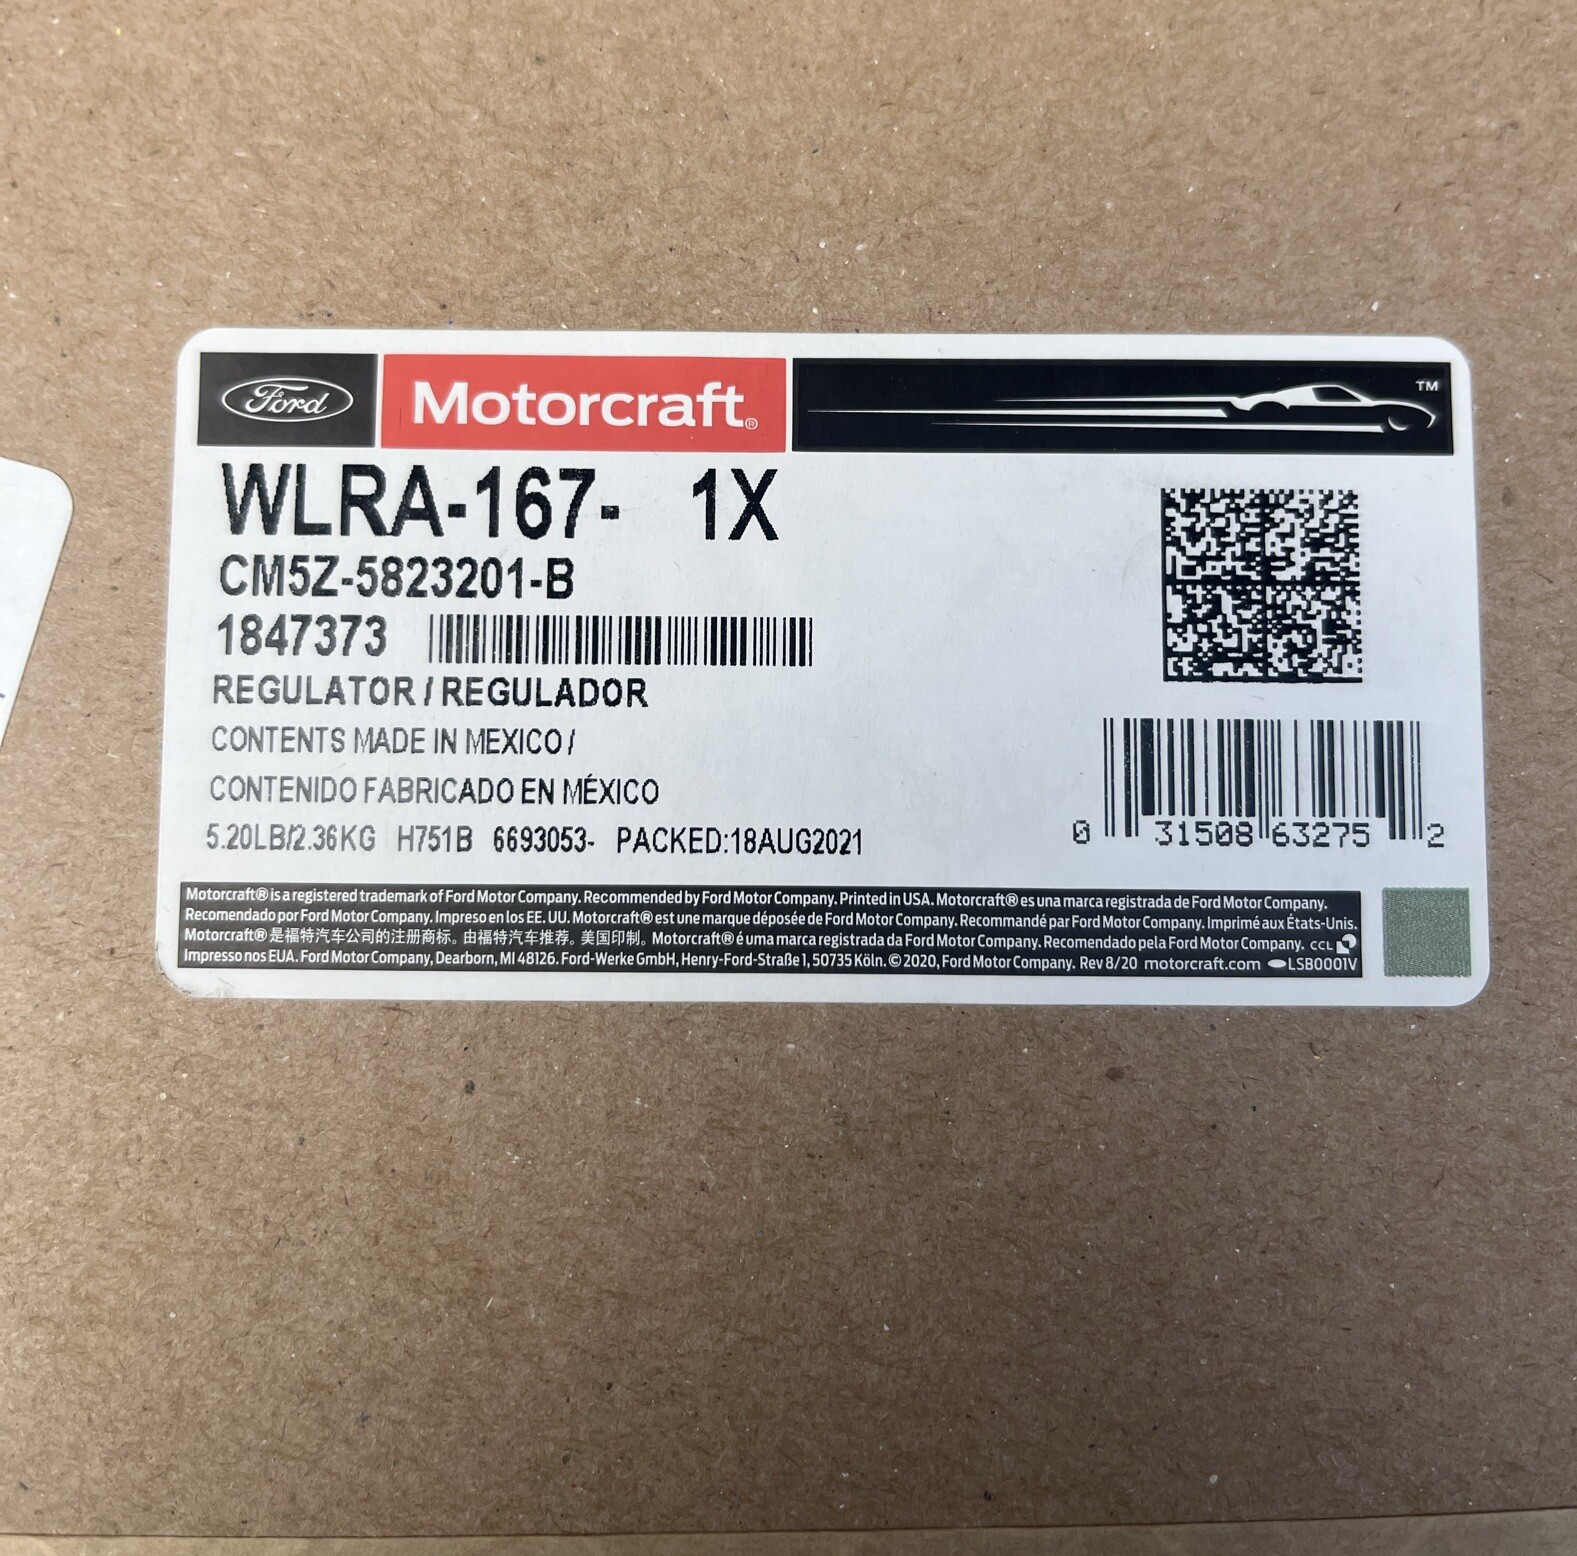 Ford Motorcraft® TM
WLRA-167- 1X
CM5Z-5823201-B
1847373
REGULATOR / REGULADOR
CONTENTS MADE IN MEXICO /
CONTENIDO FABRICADO EN MÉXICO
5.20LB/2.36KG H751B 6693053- PACKED:18AUG2021
0 31508 63275 2
Motorcraft® is a registered trademark of Ford Motor Company. Recommended by Ford Motor Company. Printed in USA. Motorcraft® es una marca registrada de Ford Motor Company.
Recomendado por Ford Motor Company. Impreso en los EE. UU. Motorcraft® est une marque déposée de Ford Motor Company. Recommandé par Ford Motor Company. Imprimé aux États-Unis.
Motorcraft® 是福特汽车公司的注册商标。由福特汽车推荐。美国印制。Motorcraft® é uma marca registrada da Ford Motor Company. Recomendado pela Ford Motor Company. CCL
Impresso nos EUA. Ford Motor Company, Dearborn, MI 48126. Ford-Werke GmbH, Henry-Ford-Straße 1, 50735 Köln. © 2020, Ford Motor Company. Rev 8/20 motorcraft.com LSB0001V